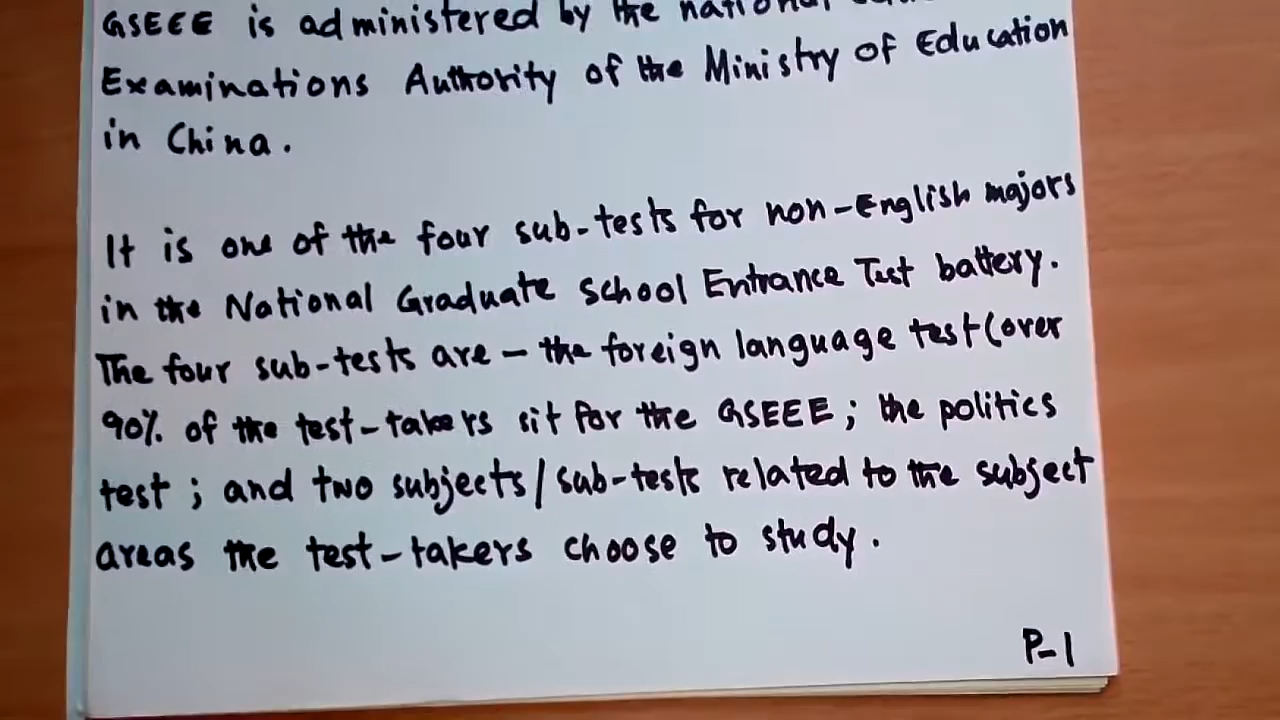 GSEEE is administered by the national
Examinations Authority of the Ministry of Education
in China.
It is one of the four sub-tests for non-English majors
in the National Graduate School Entrance Test battery.
The four sub-tests are - the foreign language test (over
90% of the test-takers sit for the GSEEE; the politics
test; and two subjects/sub-tests related to the subject
areas the test-takers choose to study.
P-1